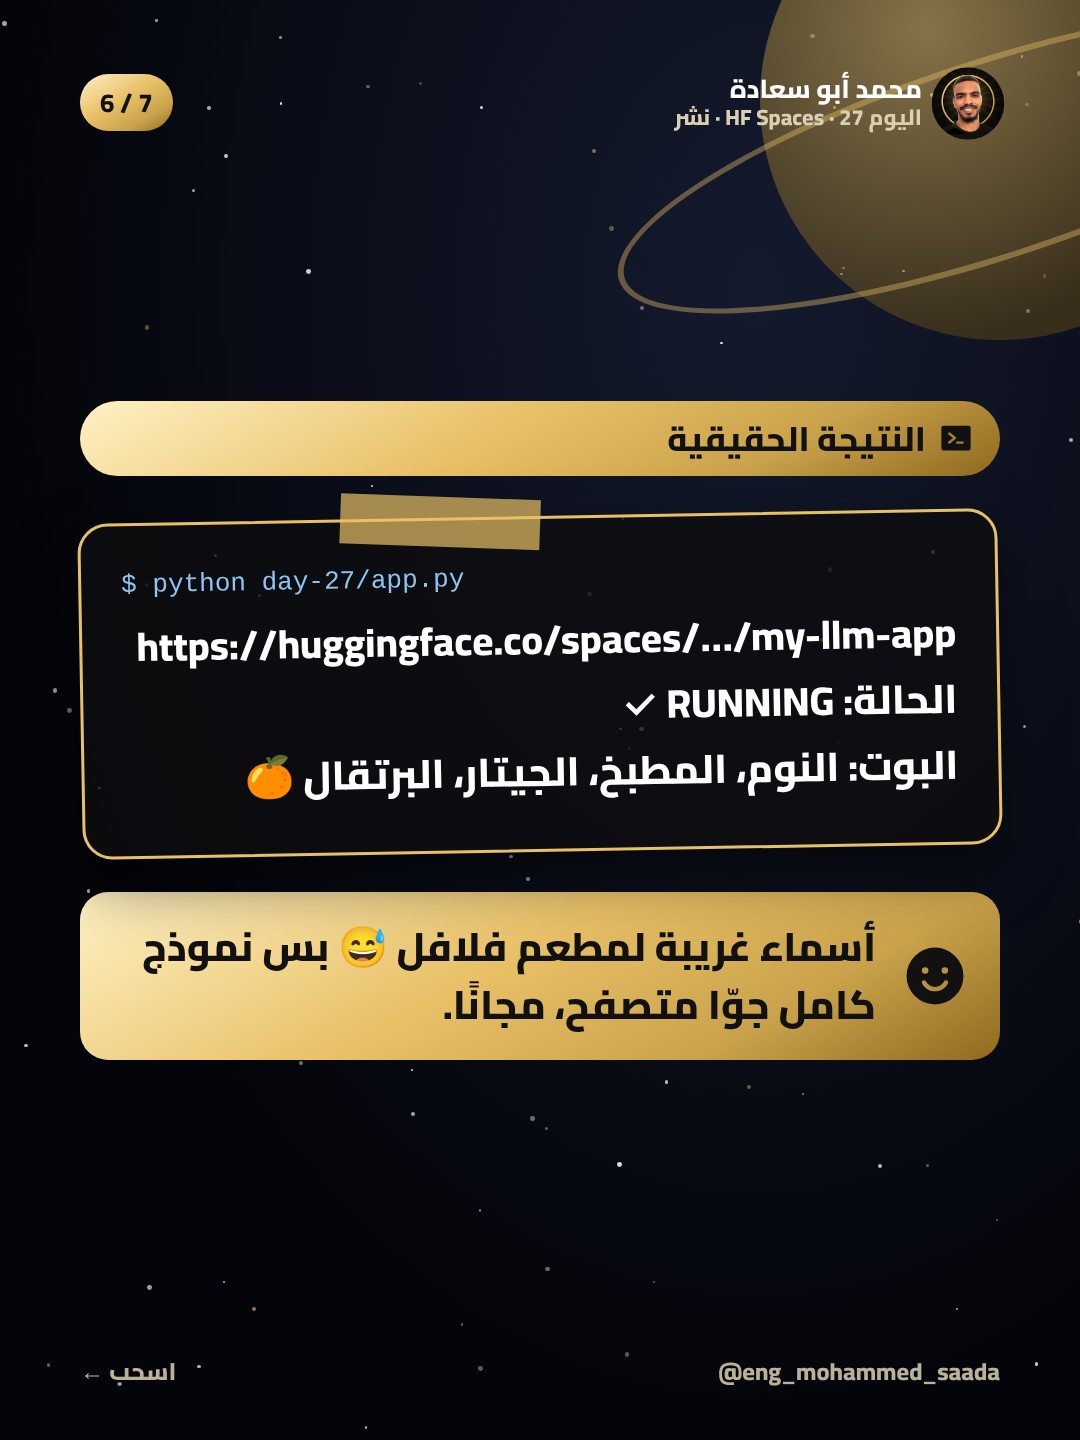 محمد أبو سعادة
اليوم 27 · HF Spaces · نشر
6 / 7
النتيجة الحقيقية
$ python day-27/app.py
https://huggingface.co/spaces/.../my-llm-app
الحالة: RUNNING ✓
البوت: النوم، المطبخ، الجيتار، البرتقال 🍊
أسماء غريبة لمطعم فلافل 😅 بس نموذج
كامل جوّا متصفح، مجانًا.
@eng_mohammed_saada
اسحب ←